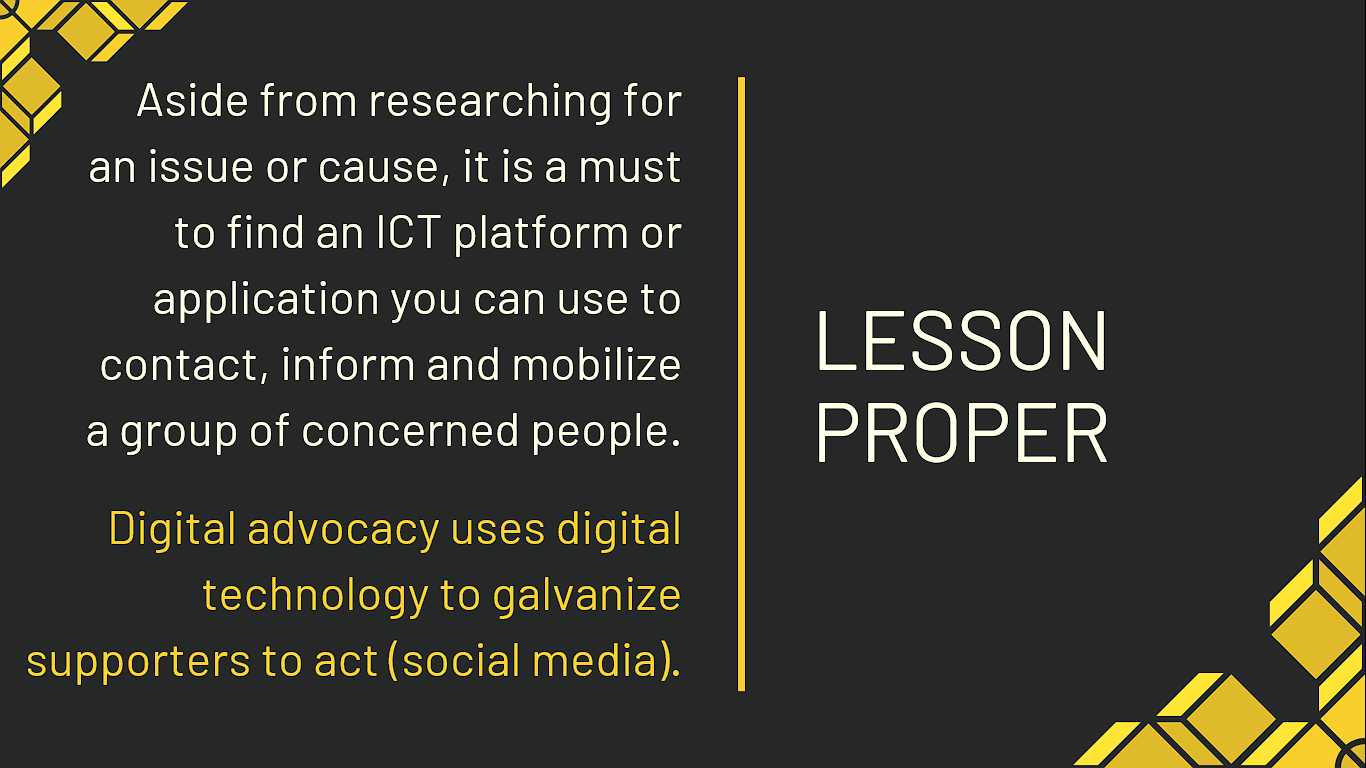 Aside from researching for
an issue or cause, it is a must
to find an ICT platform or
application you can use to
contact, inform and mobilize
a group of concerned people.
Digital advocacy uses digital
technology to galvanize
supporters to act (social media).
LESSON
PROPER